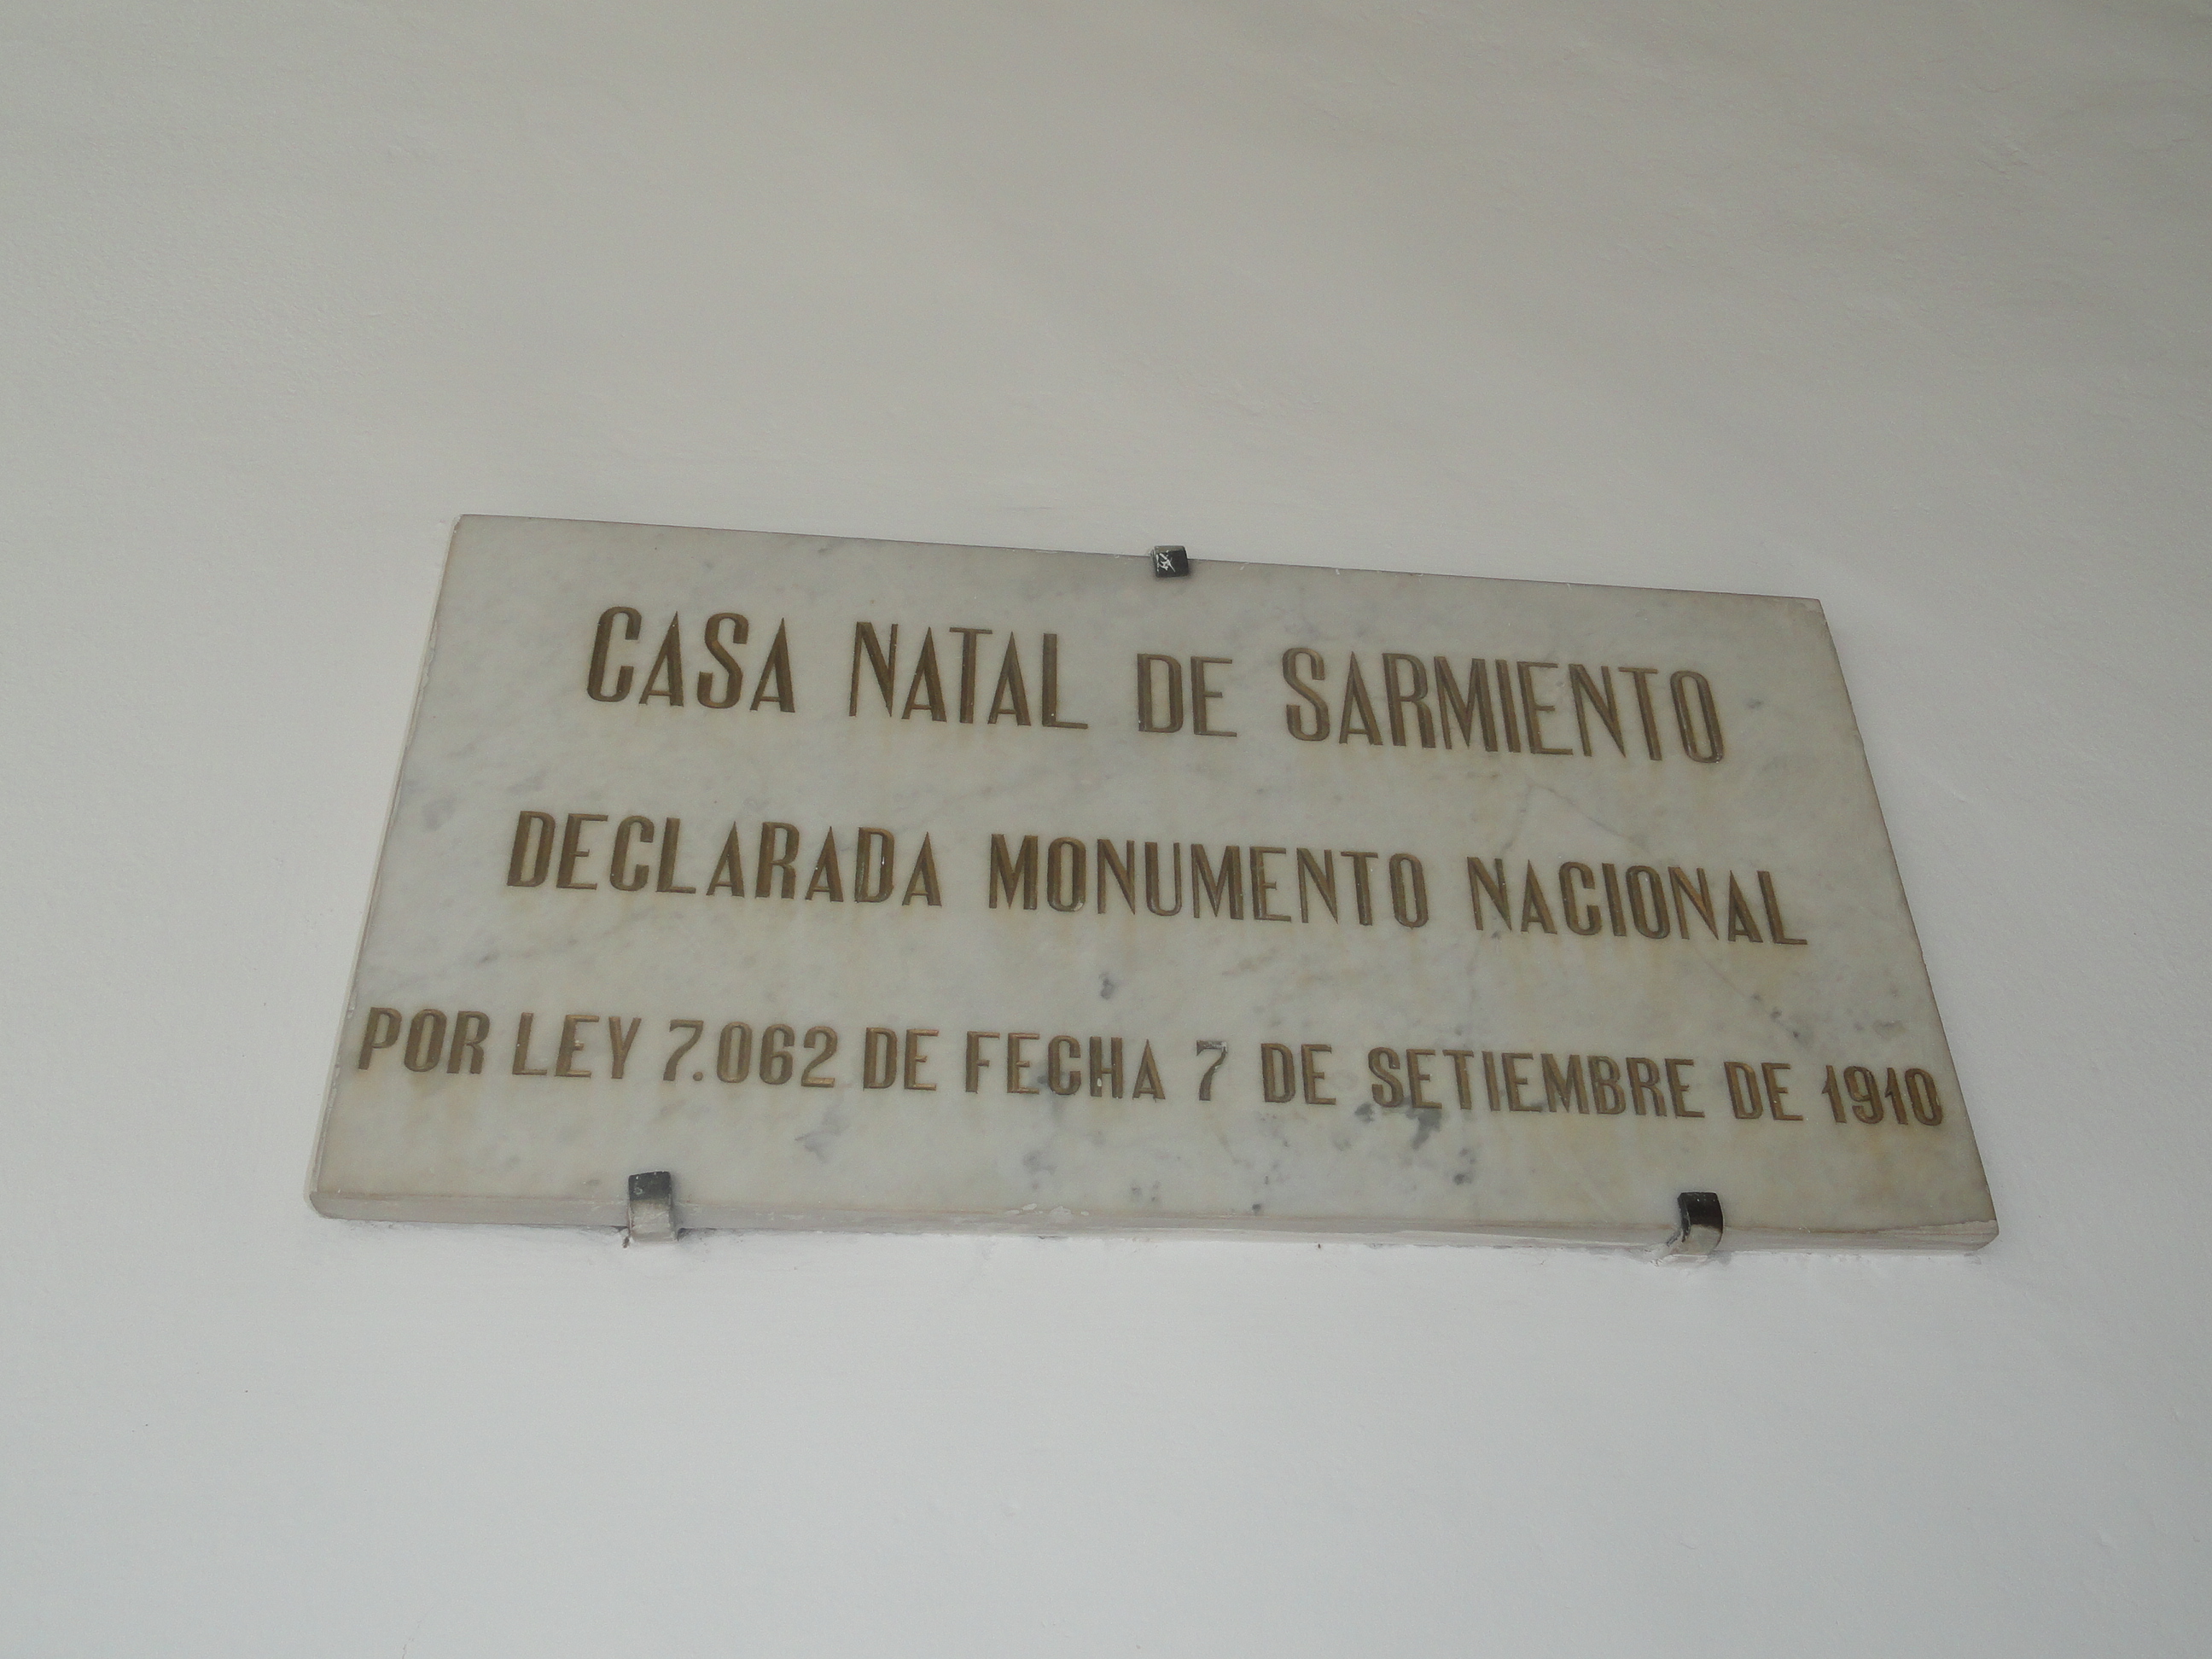 CASA NATAL DE SARMIENTO
DECLARADA MONUMENTO NACIONAL
POR LEY 7.062 DE FECHA 7 DE SETIEMBRE DE 1910